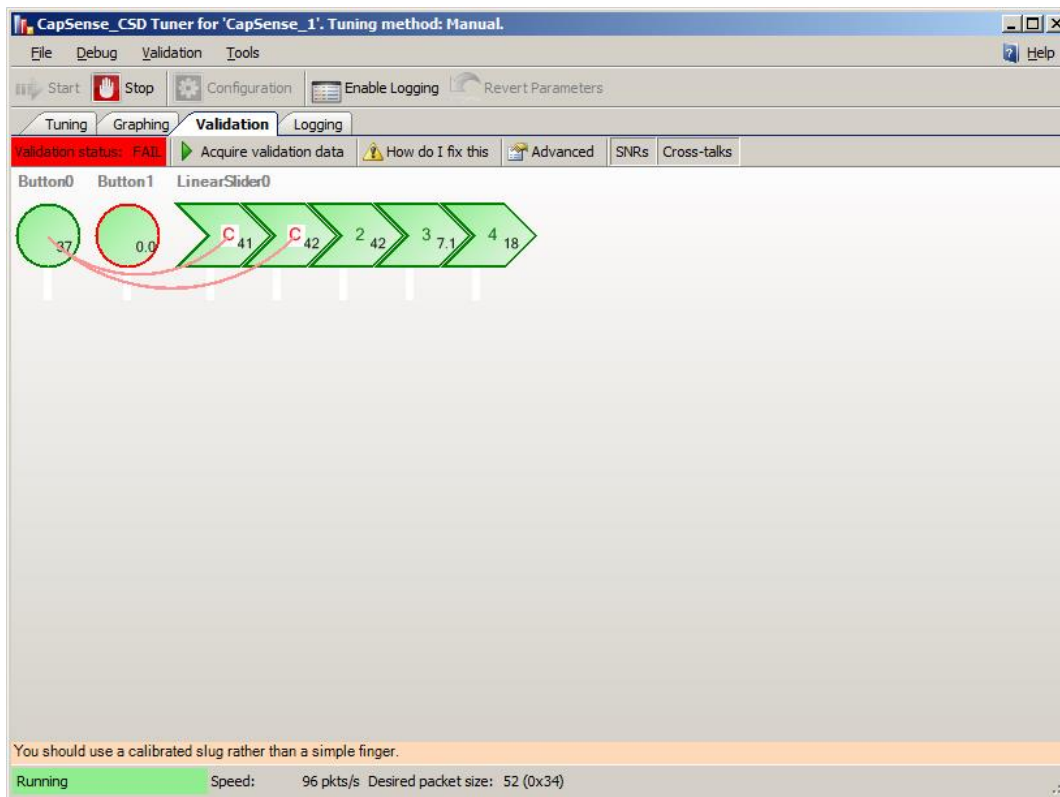 CapSense_CSD Tuner for 'CapSense_1'. Tuning method: Manual.
File Debug Validation Tools Help
Start Stop Configuration Enable Logging Revert Parameters
Tuning Graphing Validation Logging
Validation status: FAIL Acquire validation data How do I fix this Advanced SNRs Cross-talks
Button0 Button1 LinearSlider0
37 0.0 C 41 C 42 2 42 3 7.1 4 18
You should use a calibrated slug rather than a simple finger.
Running Speed: 96 pkts/s Desired packet size: 52 (0x34)